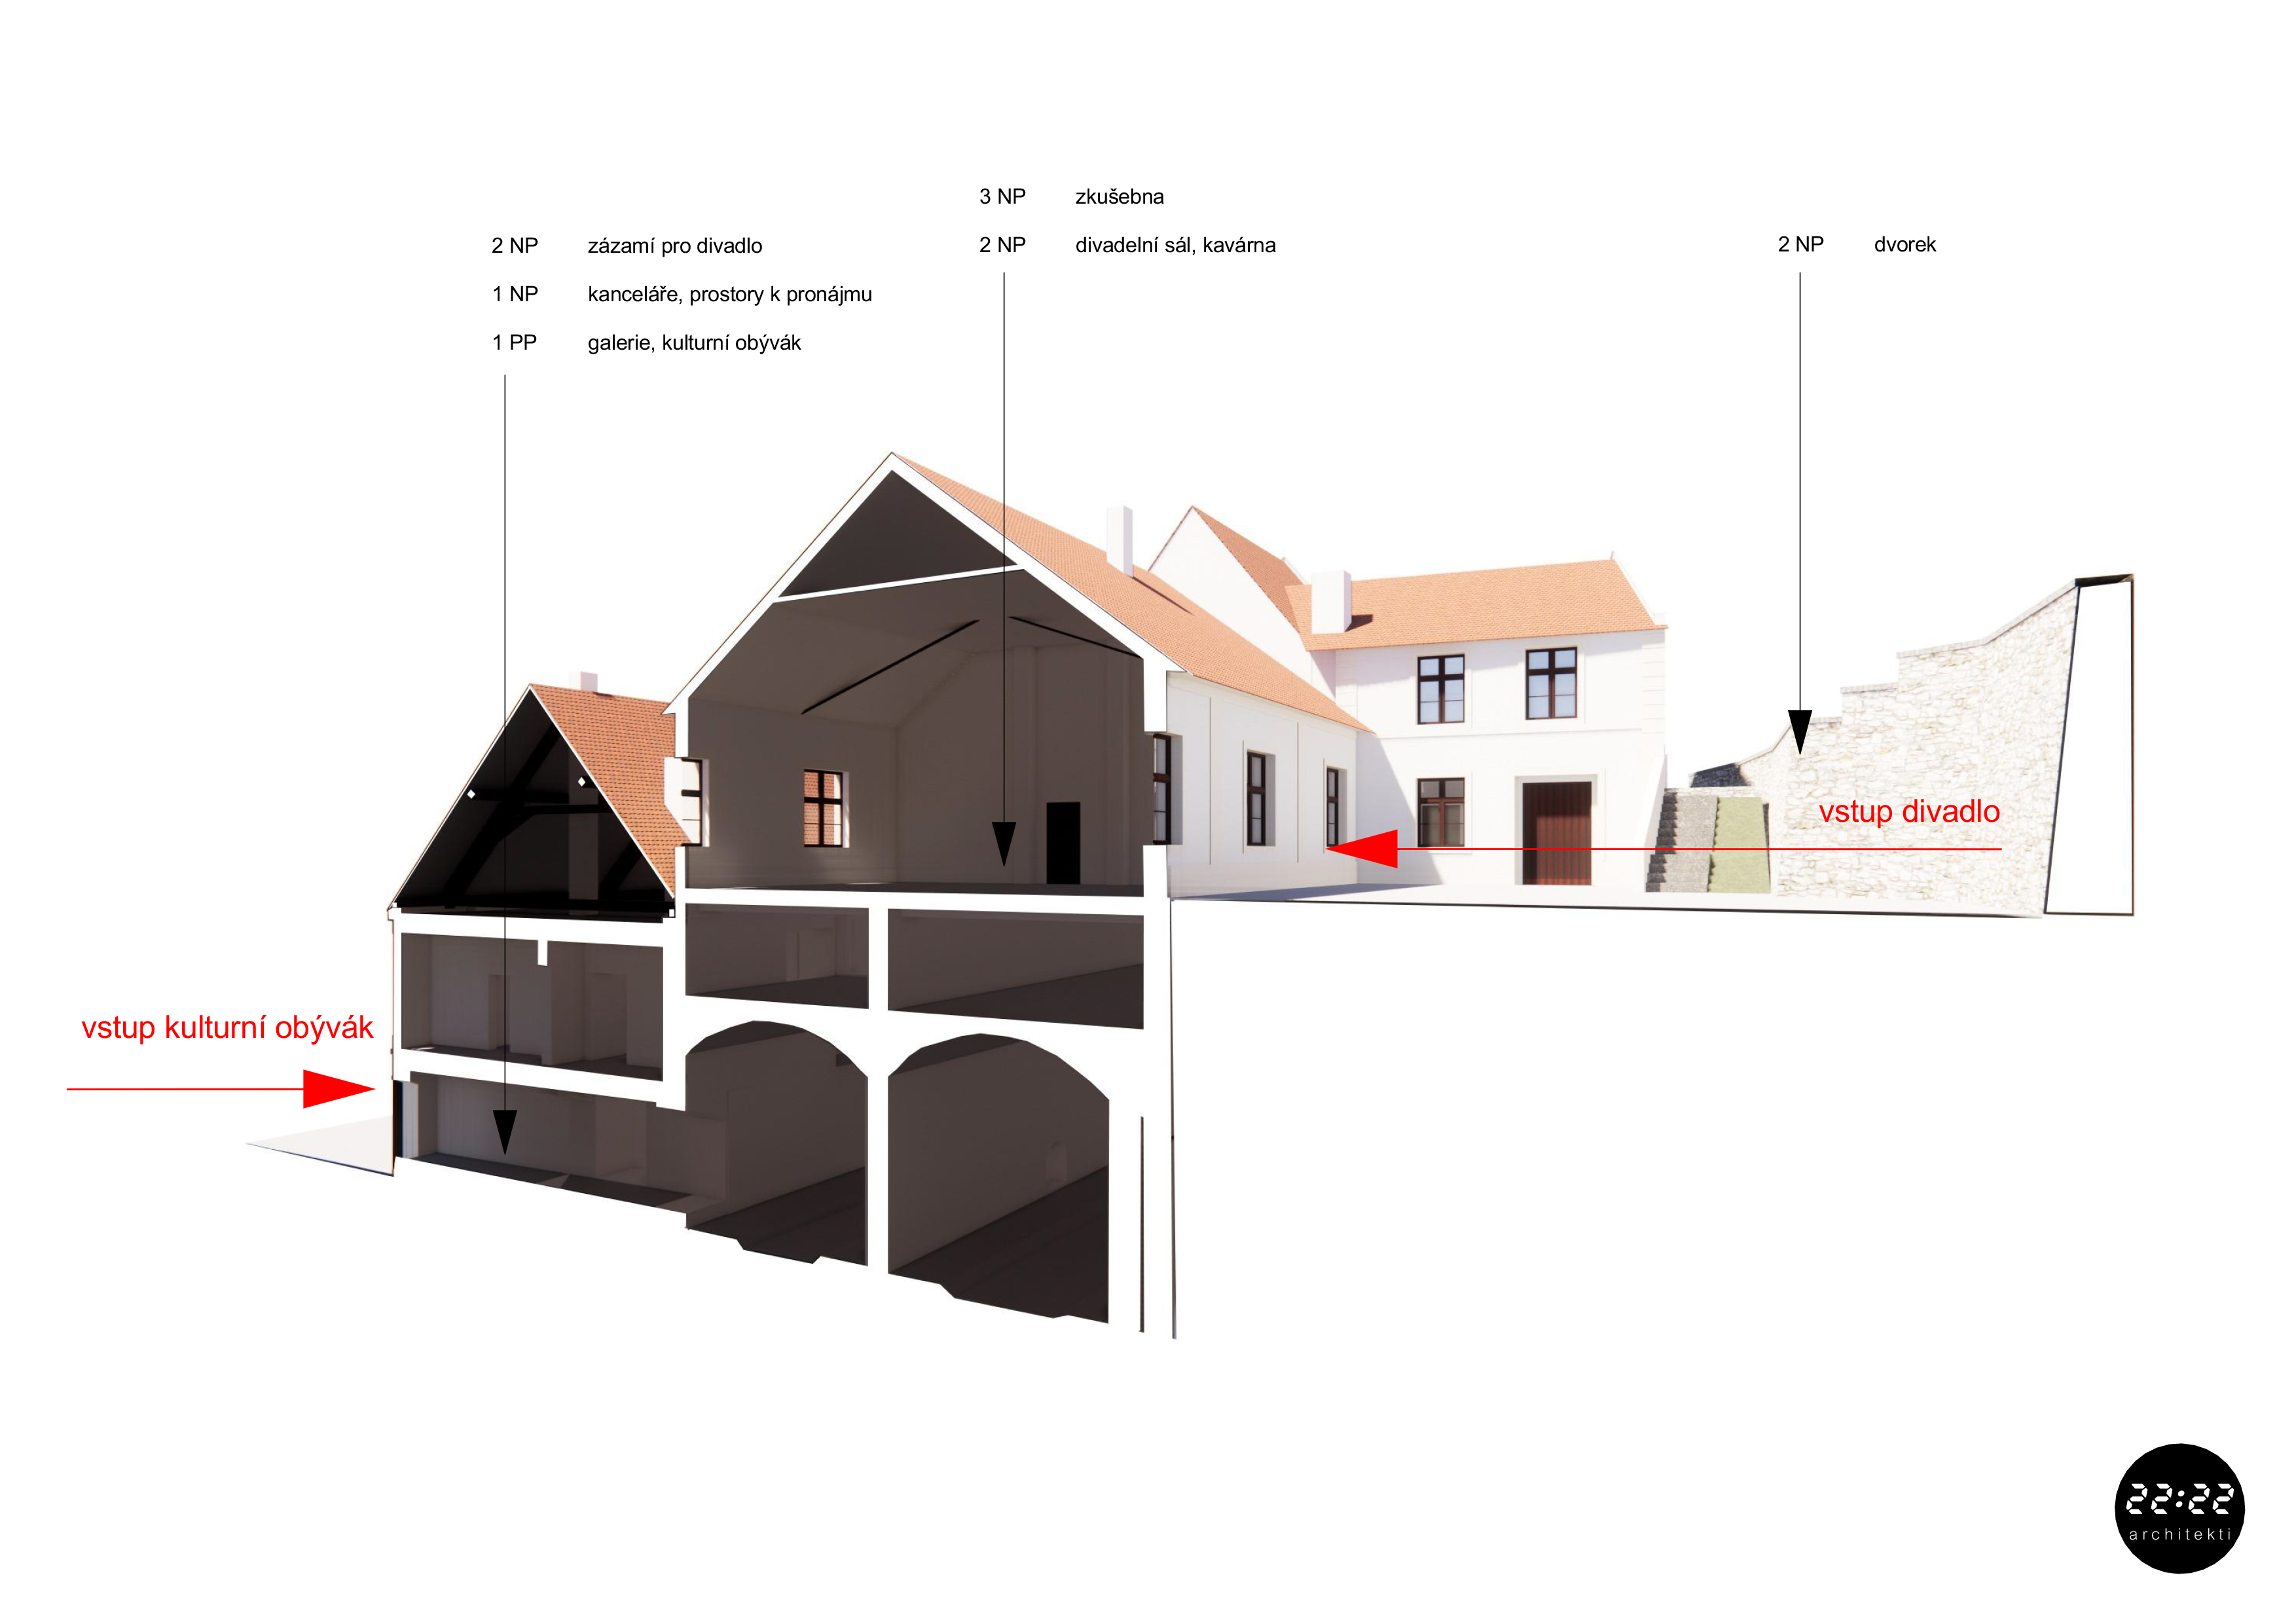 3 NP zkušebna
2 NP divadelní sál, kavárna
2 NP zázamí pro divadlo
1 NP kanceláře, prostory k pronájmu
1 PP galerie, kulturní obývák
2 NP dvorek
vstup divadlo
vstup kulturní obývák
22:22
architekti